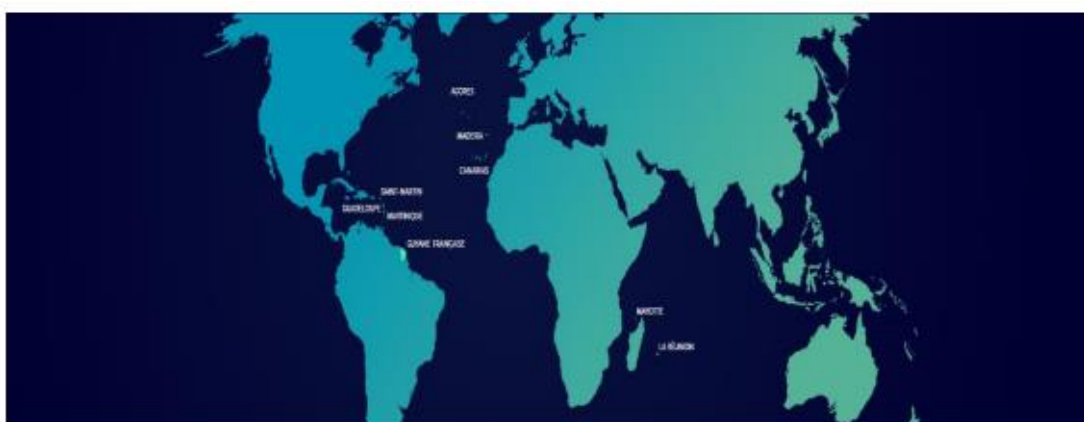 AÇORES
MADEIRA
CANARIAS
SAINT-MARTIN
GUADELOUPE
MARTINIQUE
GUYANE FRANÇAISE
MAYOTTE
LA RÉUNION